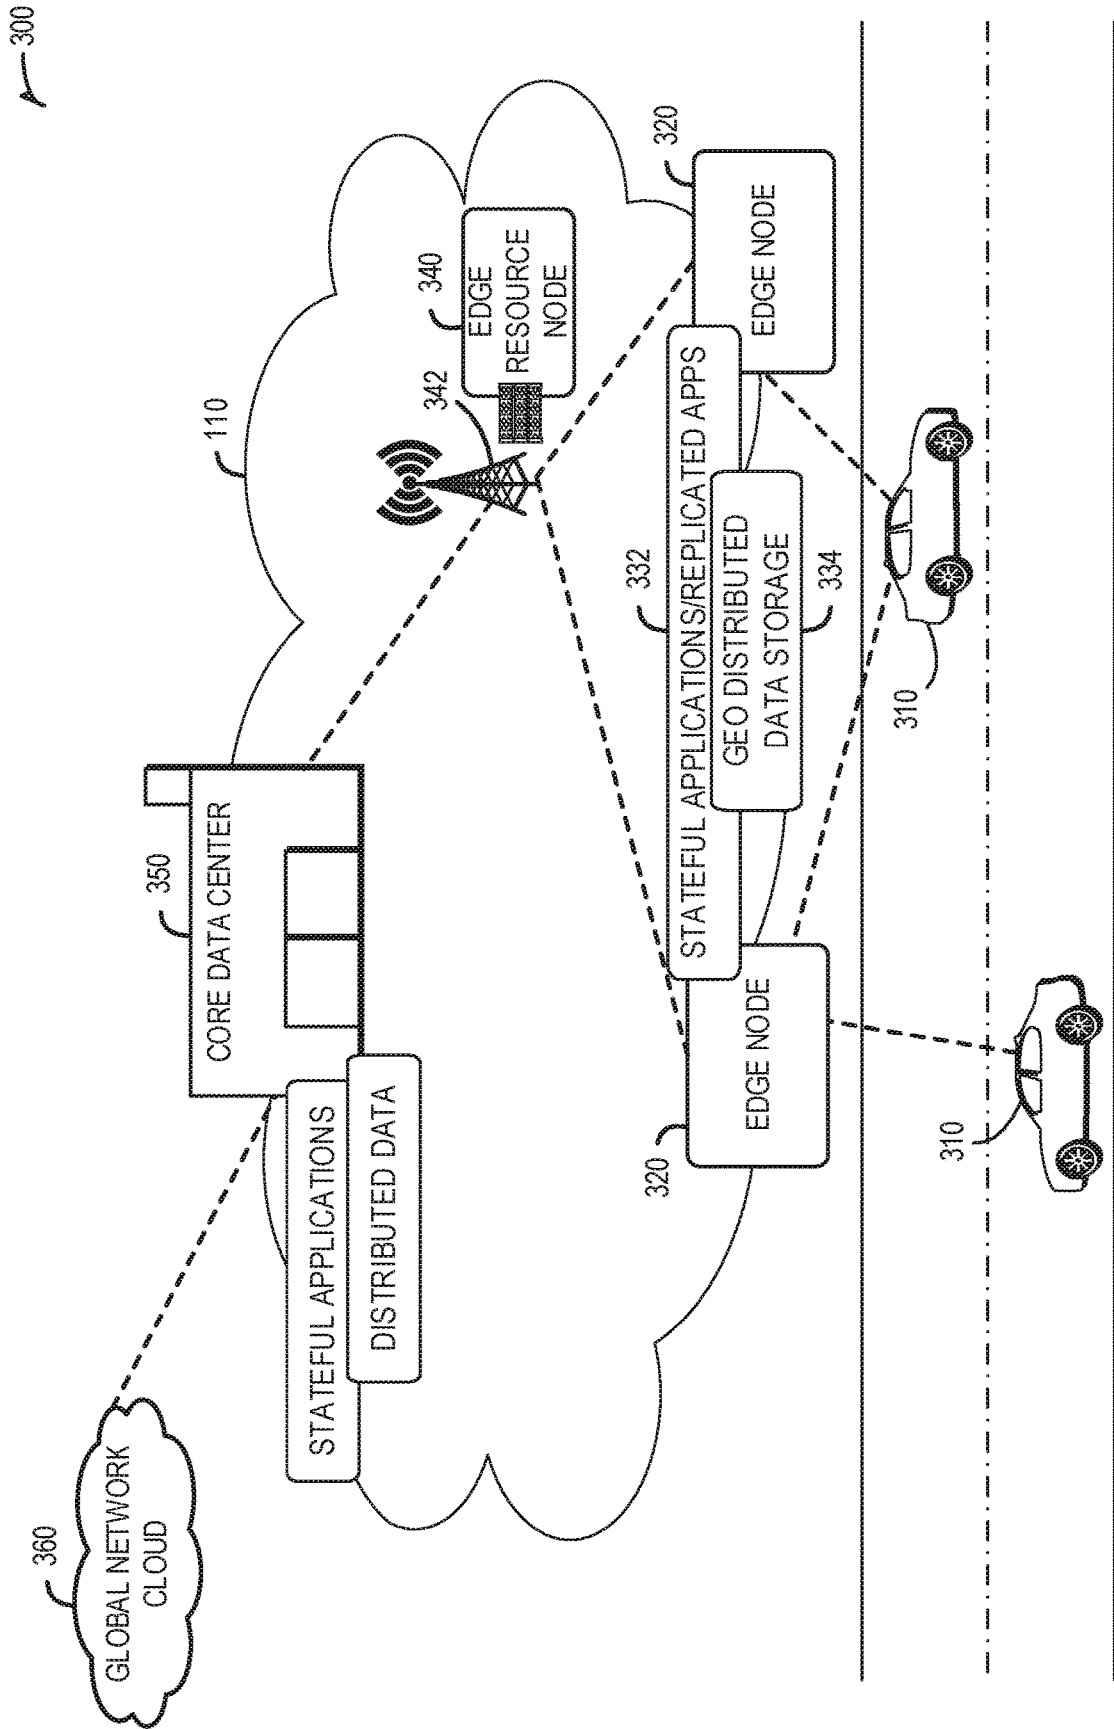 300
360
GLOBAL NETWORK
CLOUD
350
CORE DATA CENTER
110
STATEFUL APPLICATIONS
DISTRIBUTED DATA
342
340
EDGE
RESOURCE
NODE
320
EDGE NODE
332
STATEFUL APPLICATIONS/REPLICATED APPS
GEO DISTRIBUTED
DATA STORAGE
334
320
EDGE NODE
310
310